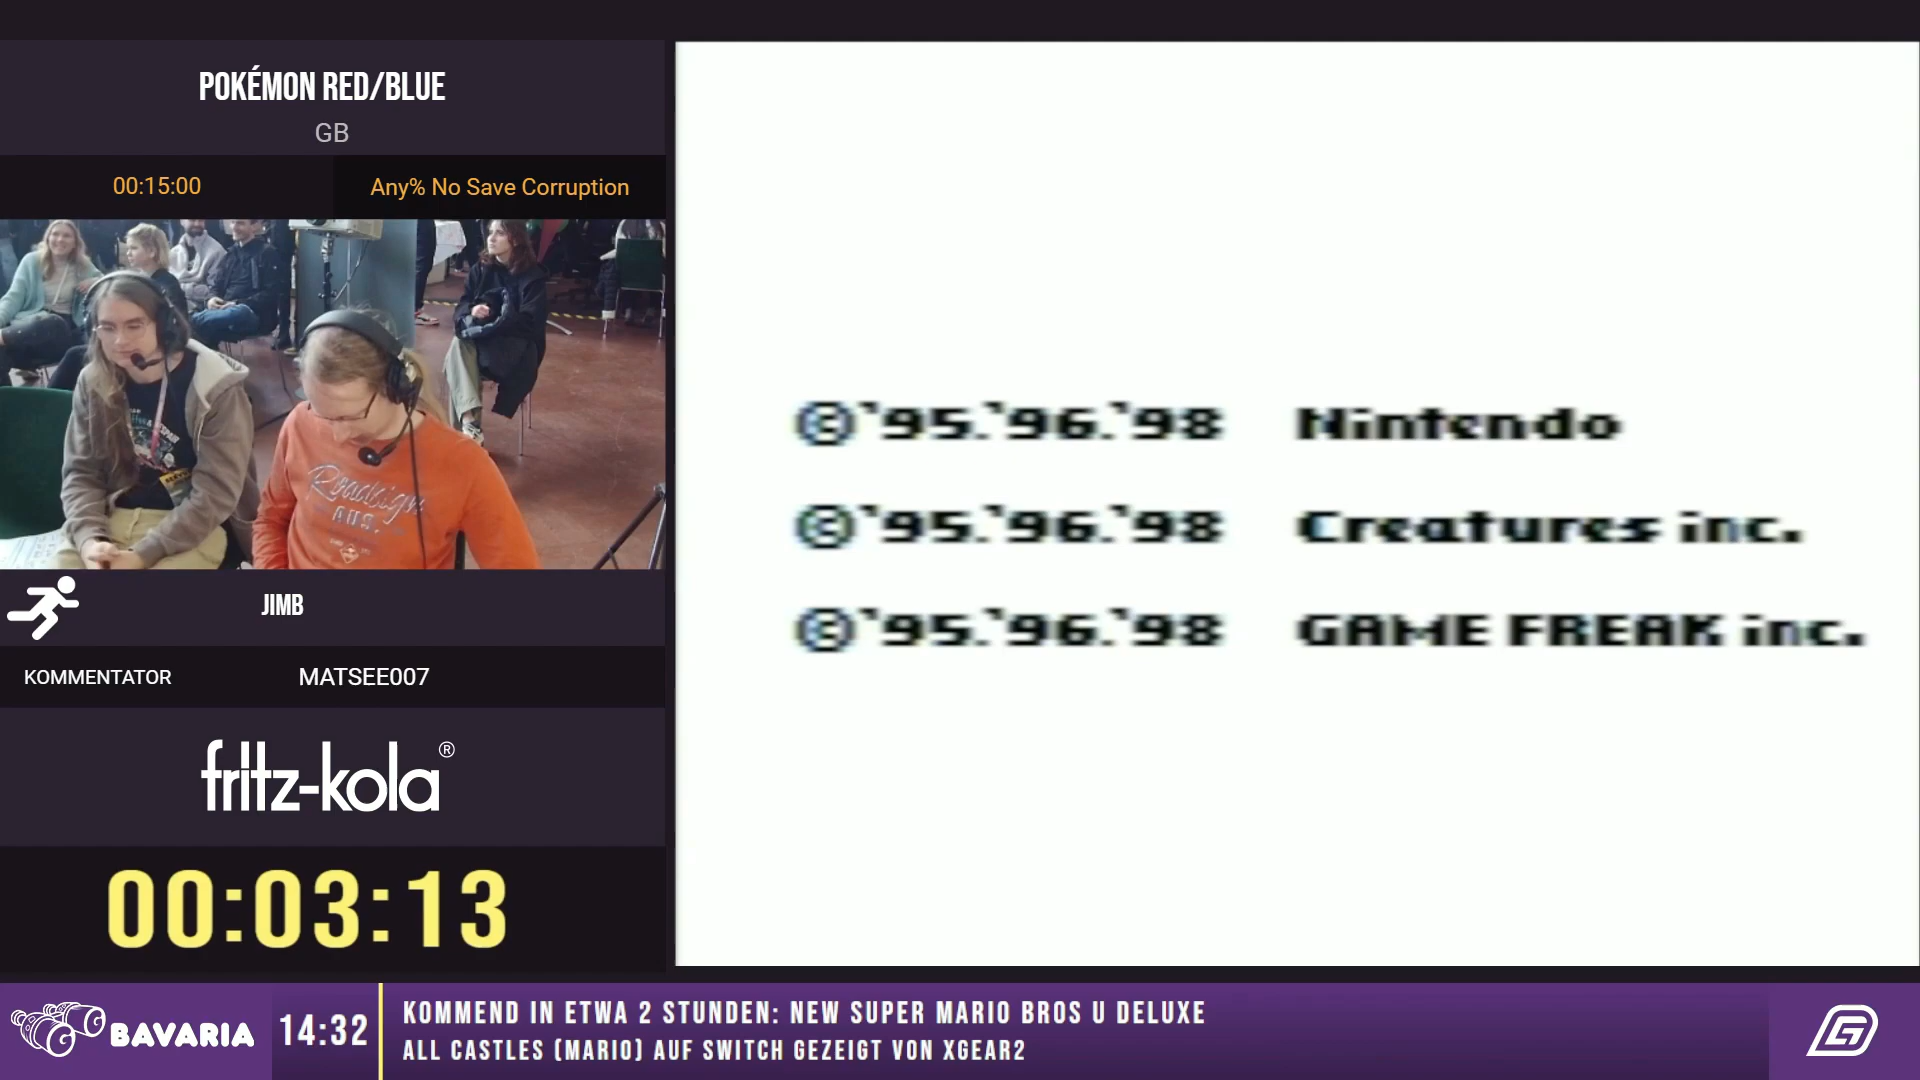 POKÉMON RED/BLUE
GB
00:15:00
Any% No Save Corruption
Roadsign
AUS.
JIMB
KOMMENTATOR
MATSEE007
fritz-kola®
00:03:13
©'95.'96.'98 Nintendo
©'95.'96.'98 Creatures inc.
©'95.'96.'98 GAME FREAK inc.
BAVARIA
14:32
KOMMEND IN ETWA 2 STUNDEN: NEW SUPER MARIO BROS U DELUXE
ALL CASTLES (MARIO) AUF SWITCH GEZEIGT VON XGEAR2